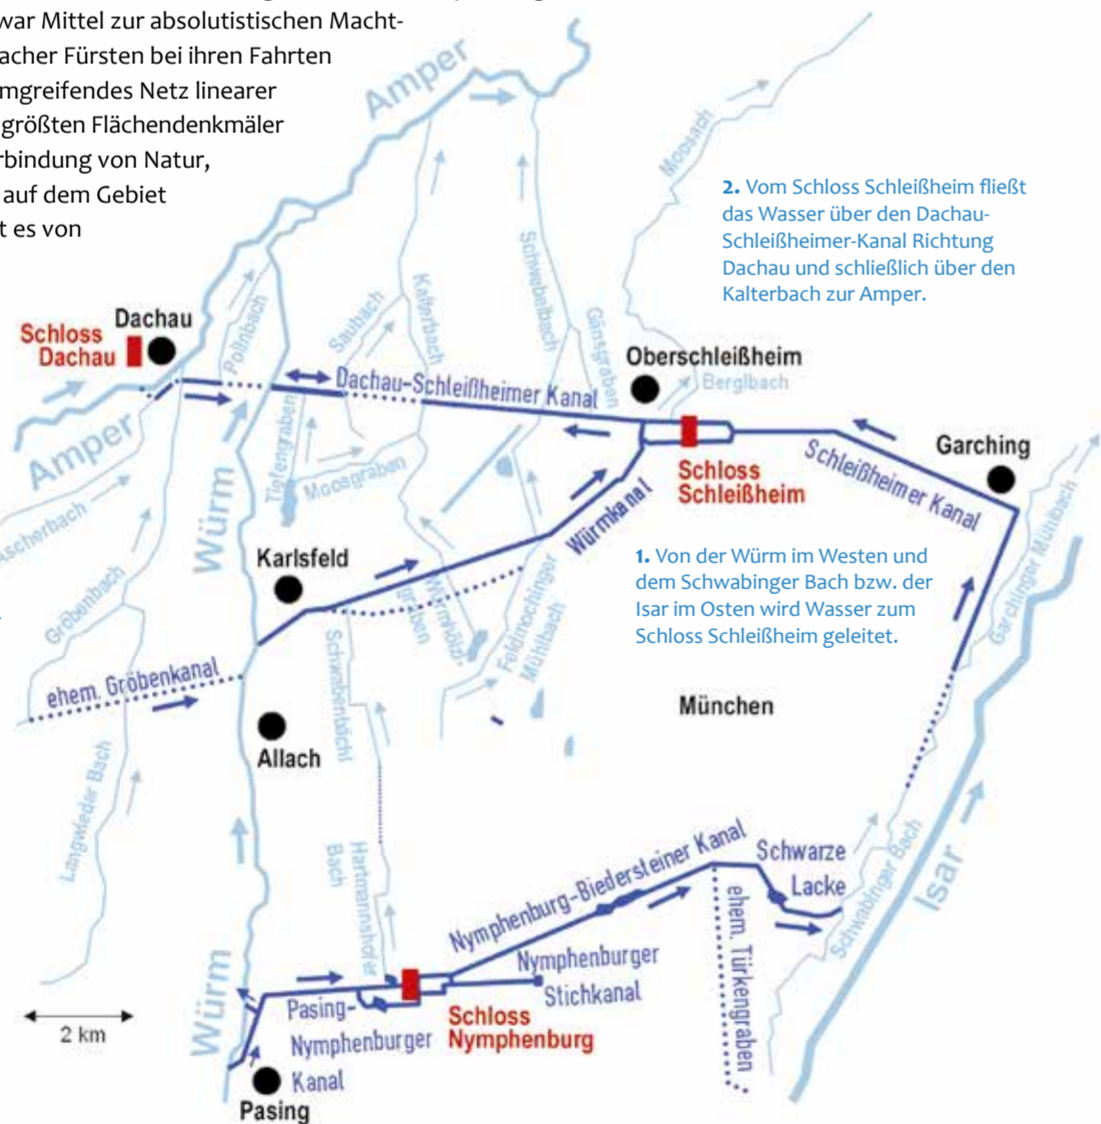 war Mittel zur absolutistischen Macht-
acher Fürsten bei ihren Fahrten
mgreifendes Netz linearer
größten Flächendenkmäler
rbindung von Natur,
auf dem Gebiet
t es von
Amper
Moosach
2. Vom Schloss Schleißheim fließt
das Wasser über den Dachau-
Schleißheimer-Kanal Richtung
Dachau und schließlich über den
Kalterbach zur Amper.
Schwebelbach
Kalterbach
Saubach
Pollnbach
Gänsgraben
Dachau
Schloss
Dachau
Oberschleißheim
Berglbach
Dachau-Schleißheimer Kanal
Amper
Garching
Schloss
Schleißheim
Schleißheimer Kanal
Tiefengraben
Moosgraben
Würm
Ascherbach
Würmkanal
Garchinger Mühlbach
Karlsfeld
1. Von der Würm im Westen und
dem Schwabinger Bach bzw. der
Isar im Osten wird Wasser zum
Schloss Schleißheim geleitet.
Gröbenbach
graben
Feldmochinger
Mühlbach
Schwabenbächl
ehem. Gröbenkanal
München
Allach
Langwieder Bach
Hartmannshofer
Bach
Nymphenburg-Biedersteiner Kanal
Schwarze
Lacke
Schwabinger Bach
Isar
ehem. Türkengraben
Würm
Nymphenburger
Stichkanal
Pasing-
Nymphenburger
Kanal
Schloss
Nymphenburg
2 km
Pasing